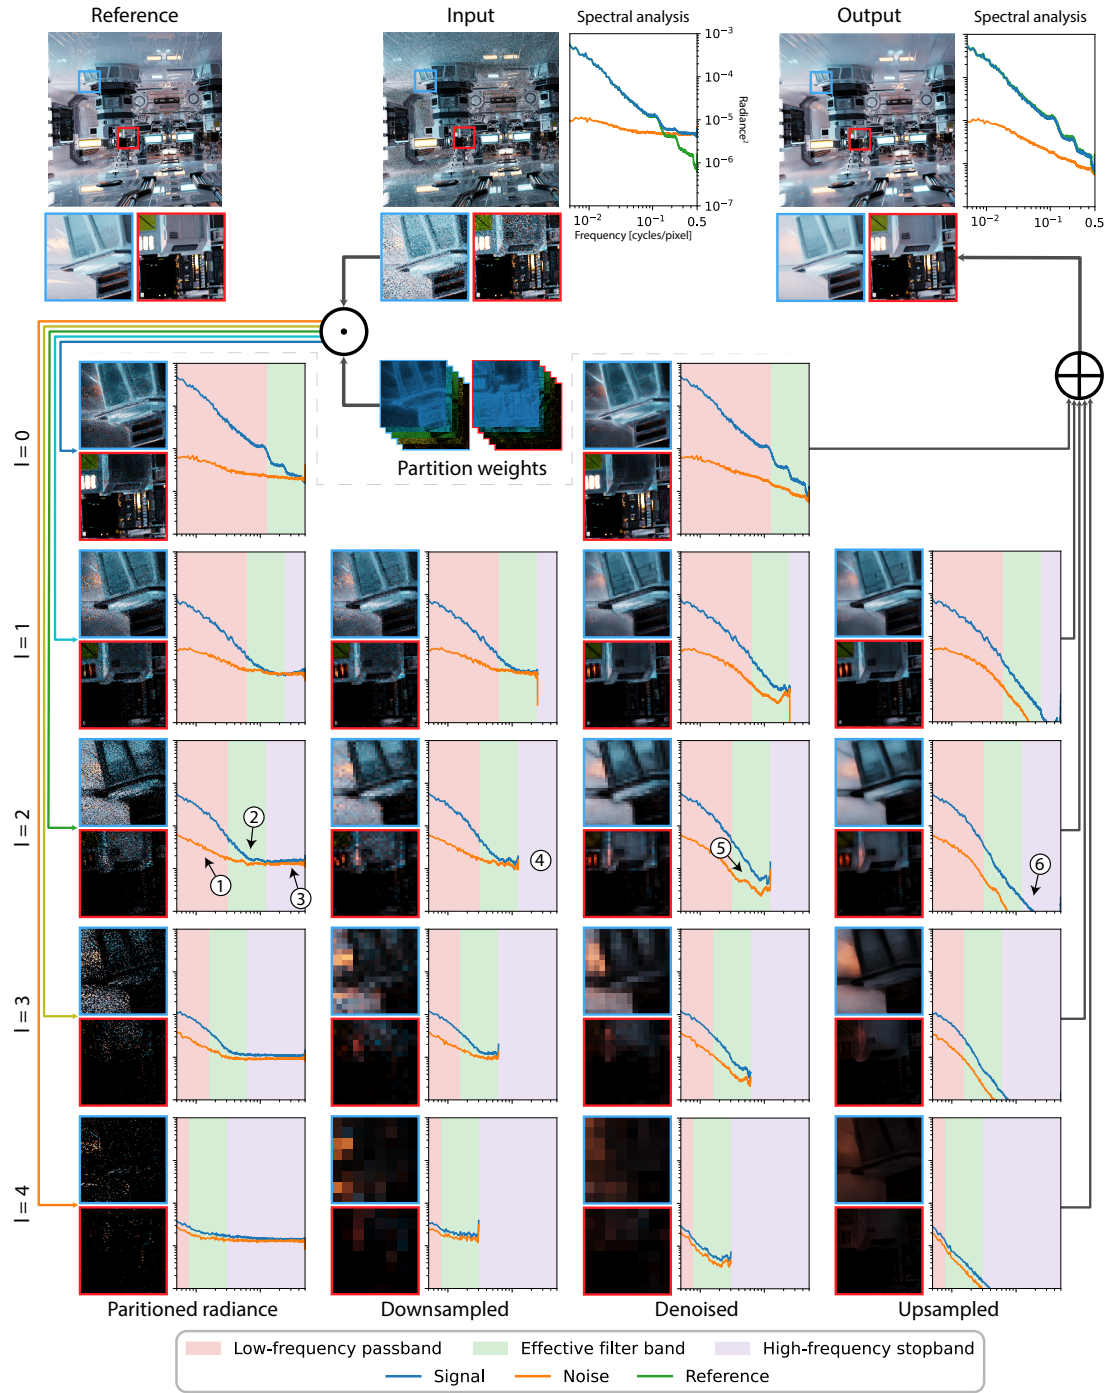 Reference
Input
Spectral analysis
Output
Spectral analysis
10⁻³
10⁻⁴
10⁻⁵
10⁻⁶
10⁻⁷
Radiance²
10⁻² 10⁻¹ 0.5
Frequency [cycles/pixel]
10⁻² 10⁻¹ 0.5
Partition weights
l = 0
l = 1
l = 2
1
2
3
4
5
6
l = 3
l = 4
Paritioned radiance
Downsampled
Denoised
Upsampled
Low-frequency passband
Effective filter band
High-frequency stopband
Signal
Noise
Reference